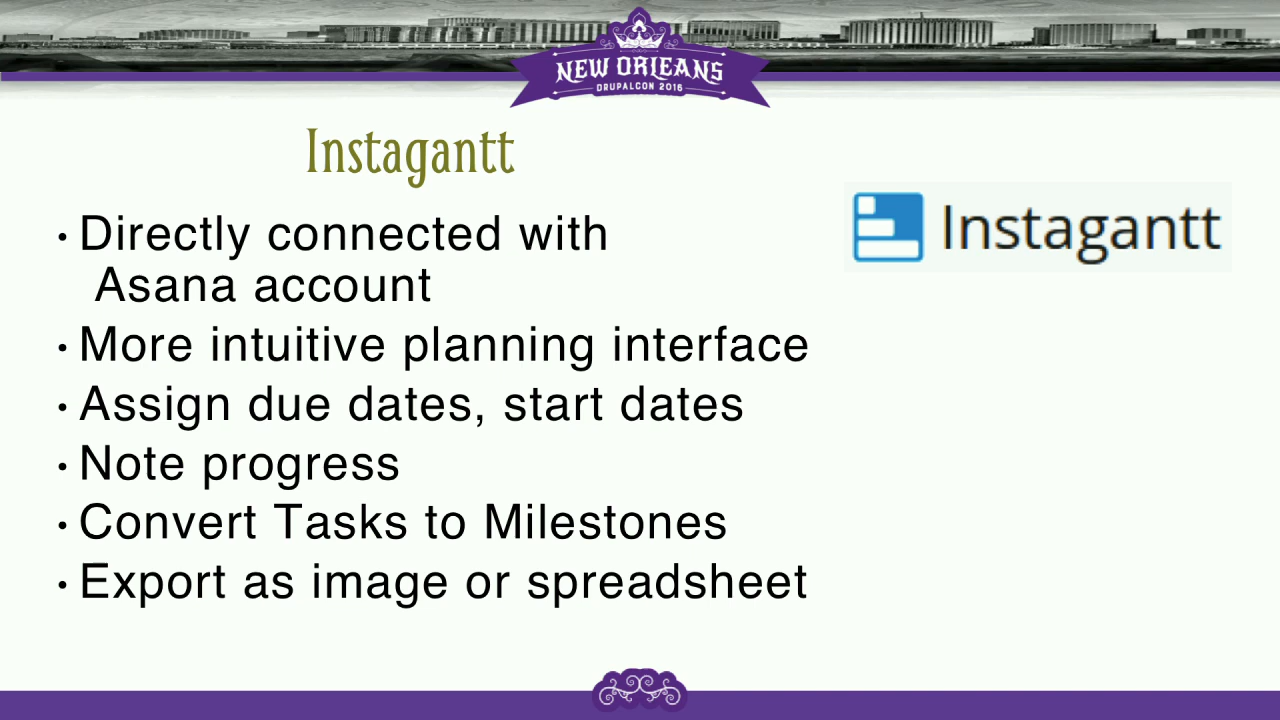 NEW ORLEANS
DRUPALCON 2016
Instagantt
Instagantt
• Directly connected with
Asana account
• More intuitive planning interface
• Assign due dates, start dates
• Note progress
• Convert Tasks to Milestones
• Export as image or spreadsheet